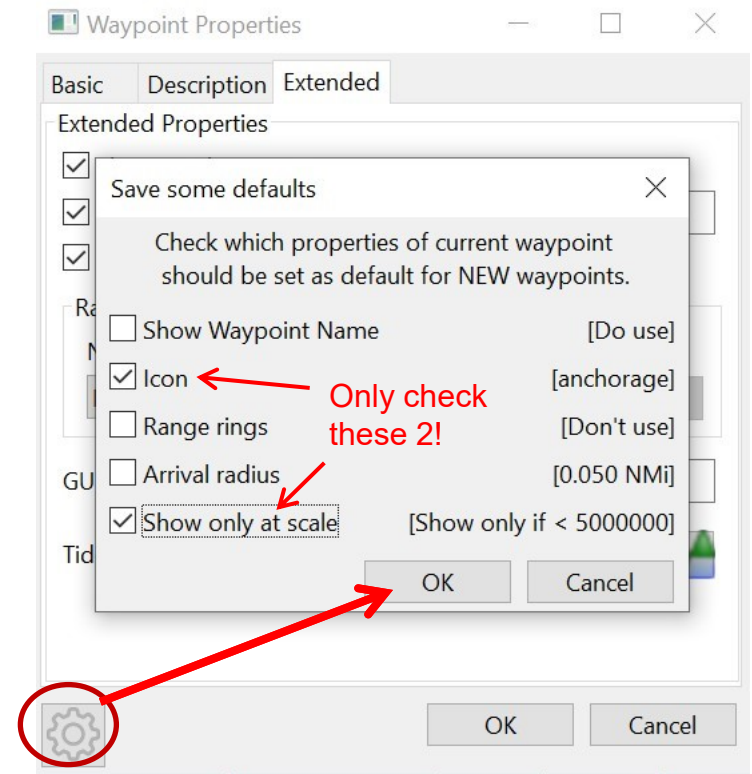 Waypoint Properties
Basic Description Extended
Extended Properties
Save some defaults
Check which properties of current waypoint
should be set as default for NEW waypoints.
Show Waypoint Name [Do use]
Icon [anchorage]
Only check
these 2!
Range rings [Don't use]
Arrival radius [0.050 NMi]
Show only at scale [Show only if < 5000000]
GU
Tid
OK Cancel
OK Cancel